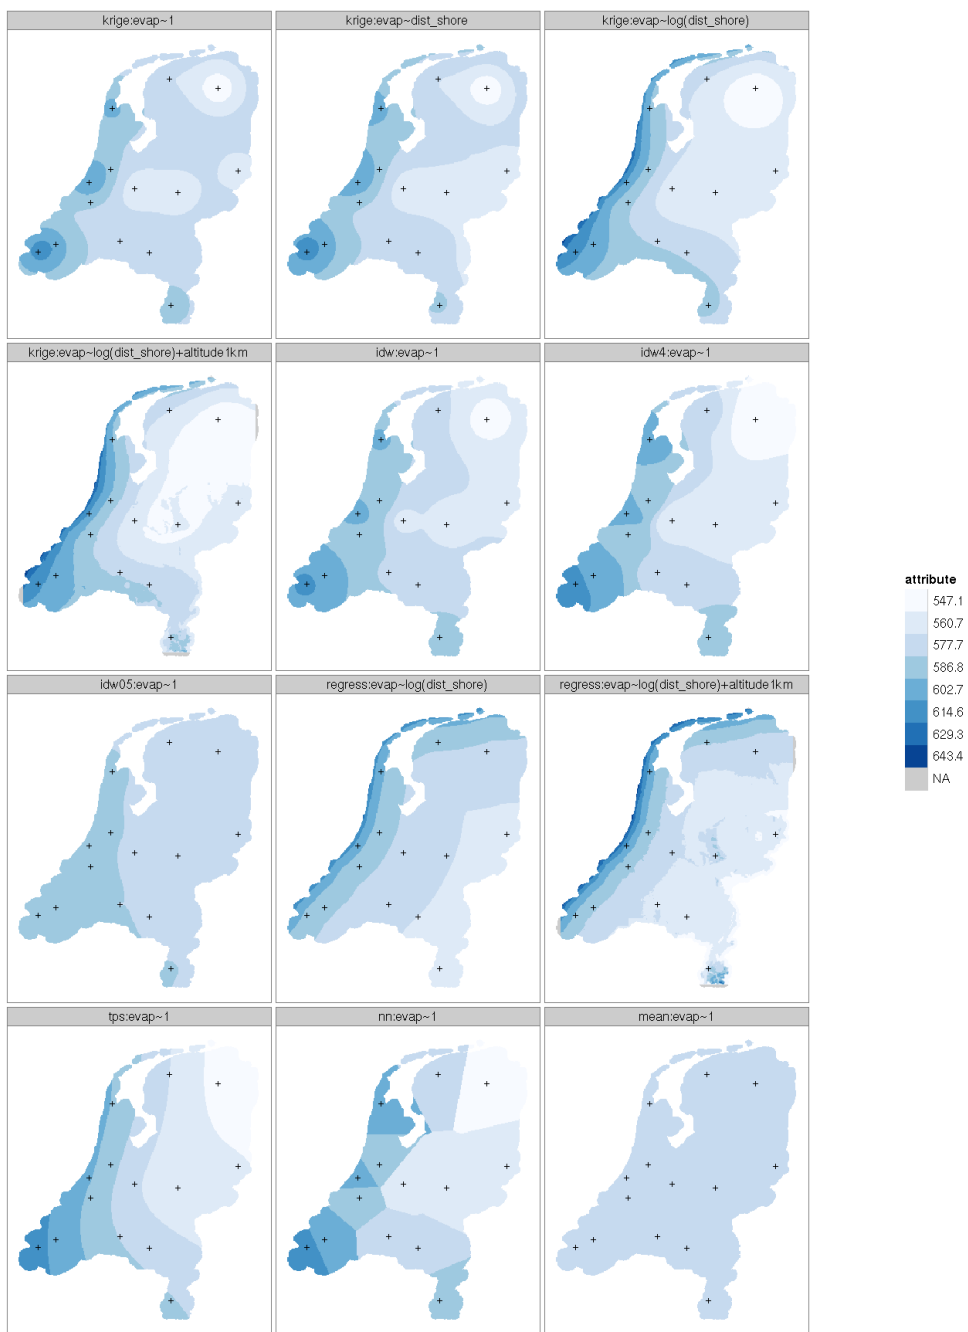 krige:evap~1
krige:evap~dist_shore
krige:evap~log(dist_shore)
krige:evap~log(dist_shore)+altitude1km
idw:evap~1
idw4:evap~1
attribute
547.1
560.7
577.7
586.8
602.7
614.6
629.3
643.4
NA
idw05:evap~1
regress:evap~log(dist_shore)
regress:evap~log(dist_shore)+altitude1km
tps:evap~1
nn:evap~1
mean:evap~1